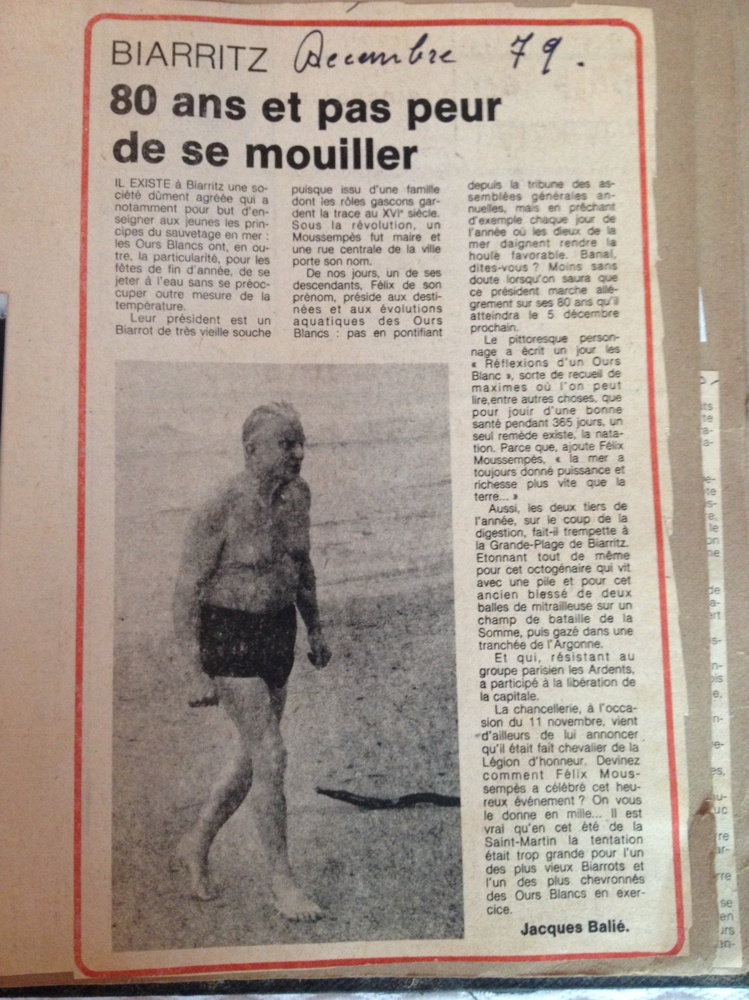 BIARRITZ Decembre 79.
80 ans et pas peur
de se mouiller
IL EXISTE à Biarritz une so-
ciété dûment agréée qui a
notamment pour but d'en-
seigner aux jeunes les prin-
cipes du sauvetage en mer :
les Ours Blancs ont, en ou-
tre, la particularité, pour les
fêtes de fin d'année, de se
jeter à l'eau sans se préoc-
cuper outre mesure de la
température.
Leur président est un
Biarrot de très vieille souche
puisque issu d'une famille
dont les rôles gascons gar-
dent la trace au XVIe siècle.
Sous la révolution, un
Moussempès fut maire et
une rue centrale de la ville
porte son nom.
De nos jours, un de ses
descendants, Félix de son
prénom, préside aux desti-
nées et aux évolutions
aquatiques des Ours
Blancs : pas en pontifiant
depuis la tribune des as-
semblées générales an-
nuelles, mais en prêchant
d'exemple chaque jour de
l'année où les dieux de la
mer daignent rendre la
houle favorable. Banal,
dites-vous ? Moins sans
doute lorsqu'on saura que
ce président marche allé-
grement sur ses 80 ans qu'il
atteindra le 5 décembre
prochain.
Le pittoresque person-
nage a écrit un jour les
« Réflexions d'un Ours
Blanc », sorte de recueil de
maximes où l'on peut
lire,entre autres choses, que
pour jouir d'une bonne
santé pendant 365 jours, un
seul remède existe, la nata-
tion. Parce que, ajoute Félix
Moussempès, « la mer a
toujours donné puissance et
richesse plus vite que la
terre... »
Aussi, les deux tiers de
l'année, sur le coup de la
digestion, fait-il trempette à
la Grande-Plage de Biarritz.
Etonnant tout de même
pour cet octogénaire qui vit
avec une pile et pour cet
ancien blessé de deux
balles de mitrailleuse sur un
champ de bataille de la
Somme, puis gazé dans une
tranchée de l'Argonne.
Et qui, résistant au
groupe parisien les Ardents,
a participé à la libération de
la capitale.
La chancellerie, à l'occa-
sion du 11 novembre, vient
d'ailleurs de lui annoncer
qu'il était fait chevalier de la
Légion d'honneur. Devinez
comment Félix Mous-
sempès a célébré cet heu-
reux événement ? On vous
le donne en mille... Il est
vrai qu'en cet été de la
Saint-Martin la tentation
était trop grande pour l'un
des plus vieux Biarrots et
l'un des plus chevronnés
des Ours Blancs en exer-
cice.
Jacques Balié.